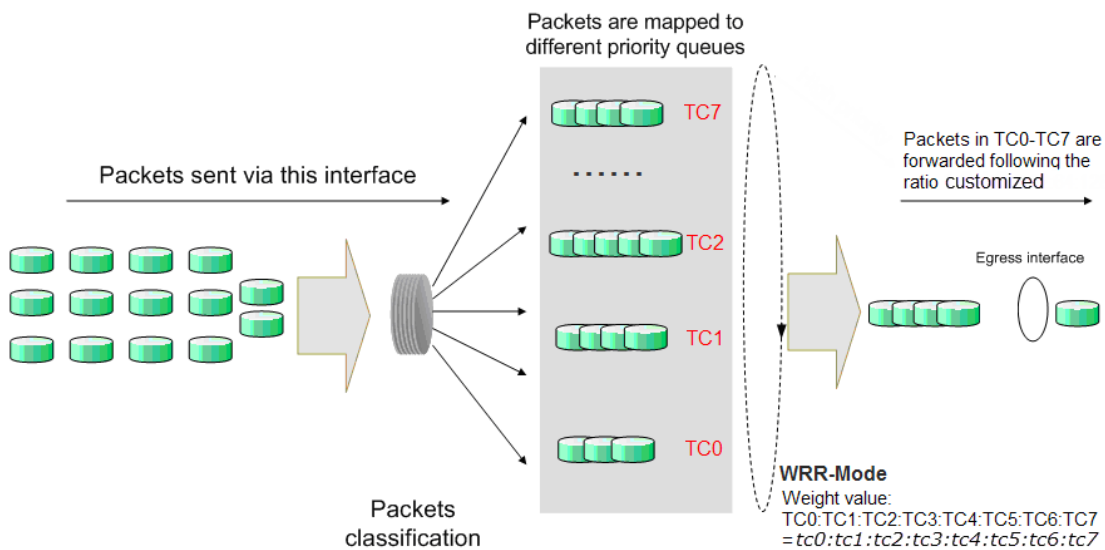 Packets are mapped to
different priority queues
TC7
Packets sent via this interface
......
Packets in TC0-TC7 are
forwarded following the
ratio customized
TC2
Egress interface
TC1
TC0
WRR-Mode
Weight value:
TC0:TC1:TC2:TC3:TC4:TC5:TC6:TC7
=tc0:tc1:tc2:tc3:tc4:tc5:tc6:tc7
Packets
classification